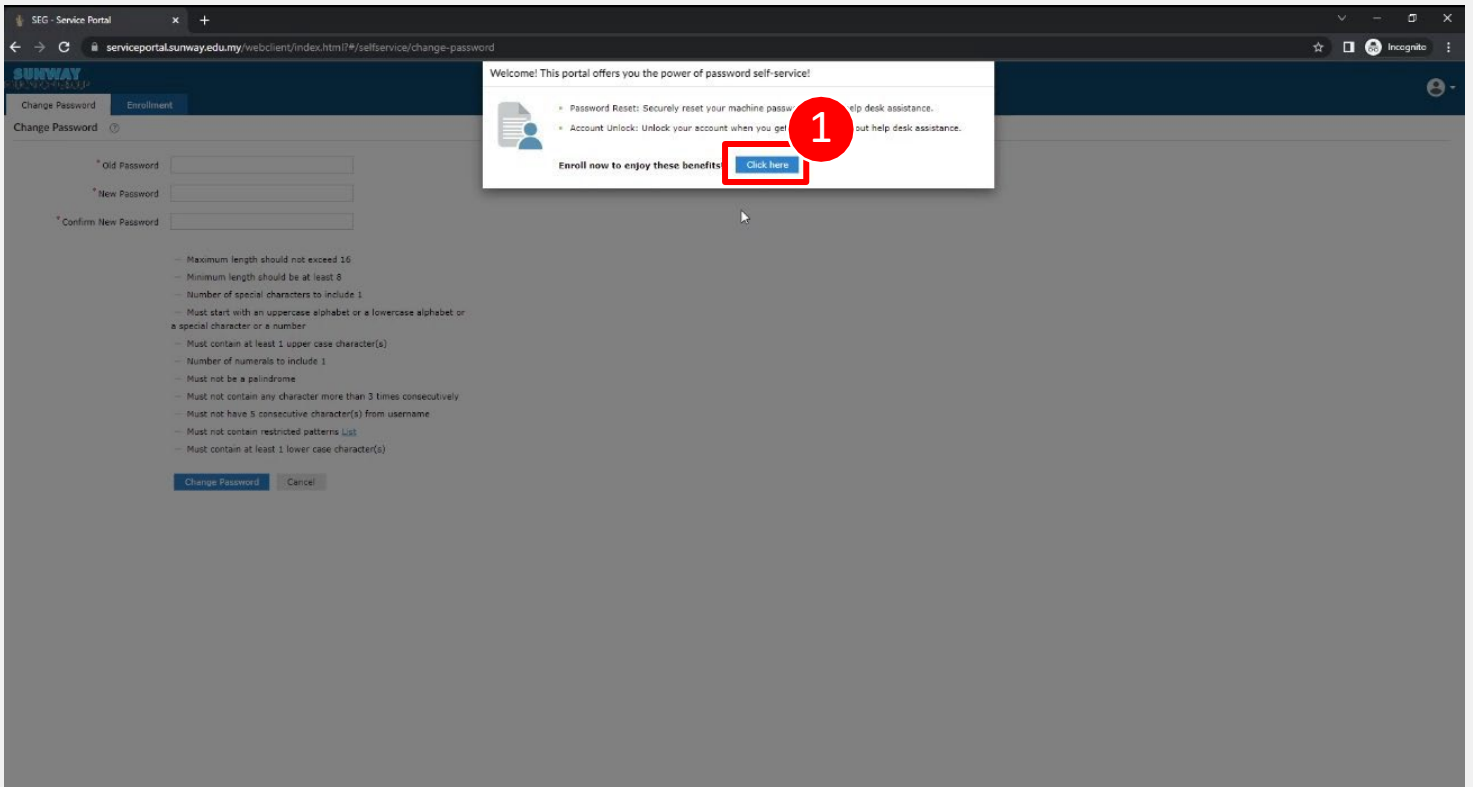 SEG - Service Portal
serviceportal.sunway.edu.my/webclient/index.html?#/selfservice/change-password
Incognito
SUNWAY
Change Password Enrollment
Change Password
Welcome! This portal offers you the power of password self-service!
Password Reset: Securely reset your machine passw elp desk assistance.
Account Unlock: Unlock your account when you get out help desk assistance.
1
Enroll now to enjoy these benefits! Click here
* Old Password
* New Password
* Confirm New Password
— Maximum length should not exceed 16
— Minimum length should be at least 8
— Number of special characters to include 1
— Must start with an uppercase alphabet or a lowercase alphabet or
a special character or a number
— Must contain at least 1 upper case character(s)
— Number of numerals to include 1
— Must not be a palindrome
— Must not contain any character more than 3 times consecutively
— Must not have 5 consecutive character(s) from username
— Must not contain restricted patterns List
— Must contain at least 1 lower case character(s)
Change Password Cancel